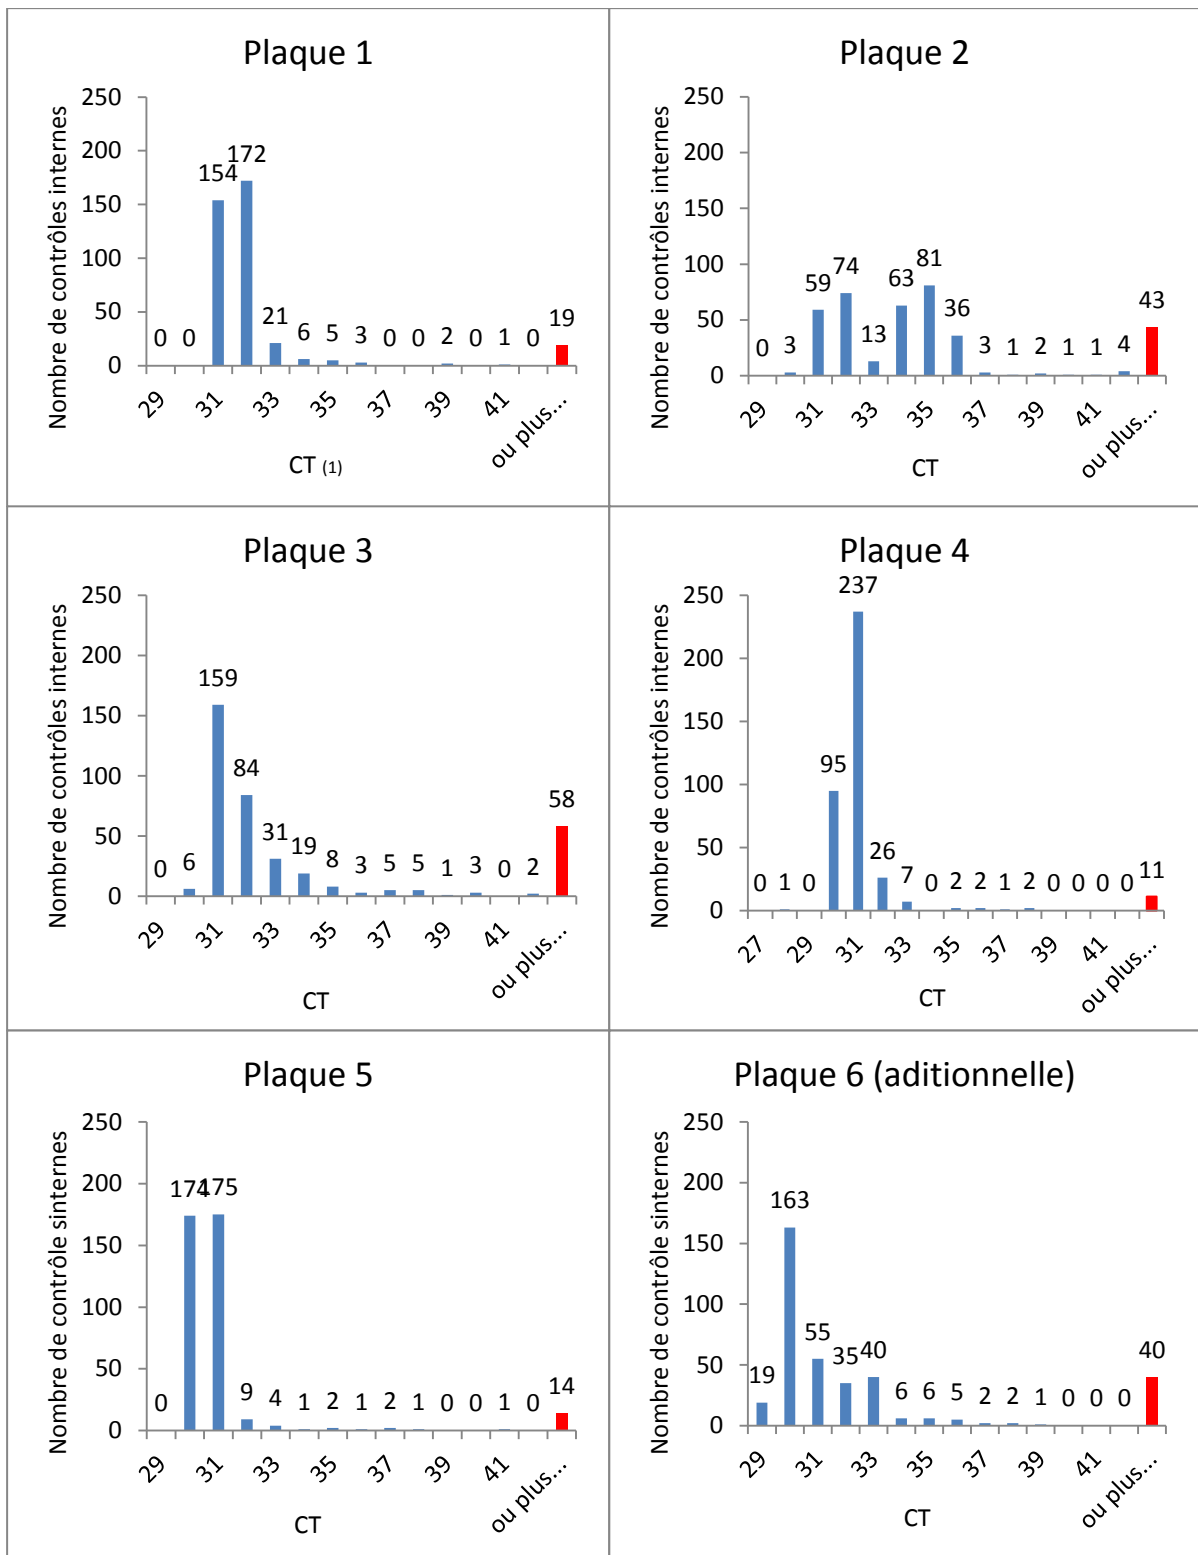 Plaque 1
Nombre de contrôles internes
250
200
150
100
50
0
0 0 154 172 21 6 5 3 0 0 2 0 1 0 19
29 31 33 35 37 39 41 ou plus...
CT (1)
Plaque 2
Nombre de contrôles internes
250
200
150
100
50
0
0 3 59 74 13 63 81 36 3 1 2 1 1 4 43
29 31 33 35 37 39 41 ou plus...
CT
Plaque 3
Nombre de contrôles internes
250
200
150
100
50
0
0 6 159 84 31 19 8 3 5 5 1 3 0 2 58
29 31 33 35 37 39 41 ou plus...
CT
Plaque 4
Nombre de contrôles internes
250
200
150
100
50
0
0 1 0 95 237 26 7 0 2 2 1 2 0 0 0 0 11
27 29 31 33 35 37 39 41 ou plus...
CT
Plaque 5
Nombre de contrôle sinternes
250
200
150
100
50
0
0 174 175 9 4 1 2 1 2 1 0 0 1 0 14
29 31 33 35 37 39 41 ou plus...
CT
Plaque 6 (aditionnelle)
Nombre de contrôle sinternes
250
200
150
100
50
0
19 163 55 35 40 6 6 5 2 2 1 0 0 0 40
29 31 33 35 37 39 41 ou plus...
CT